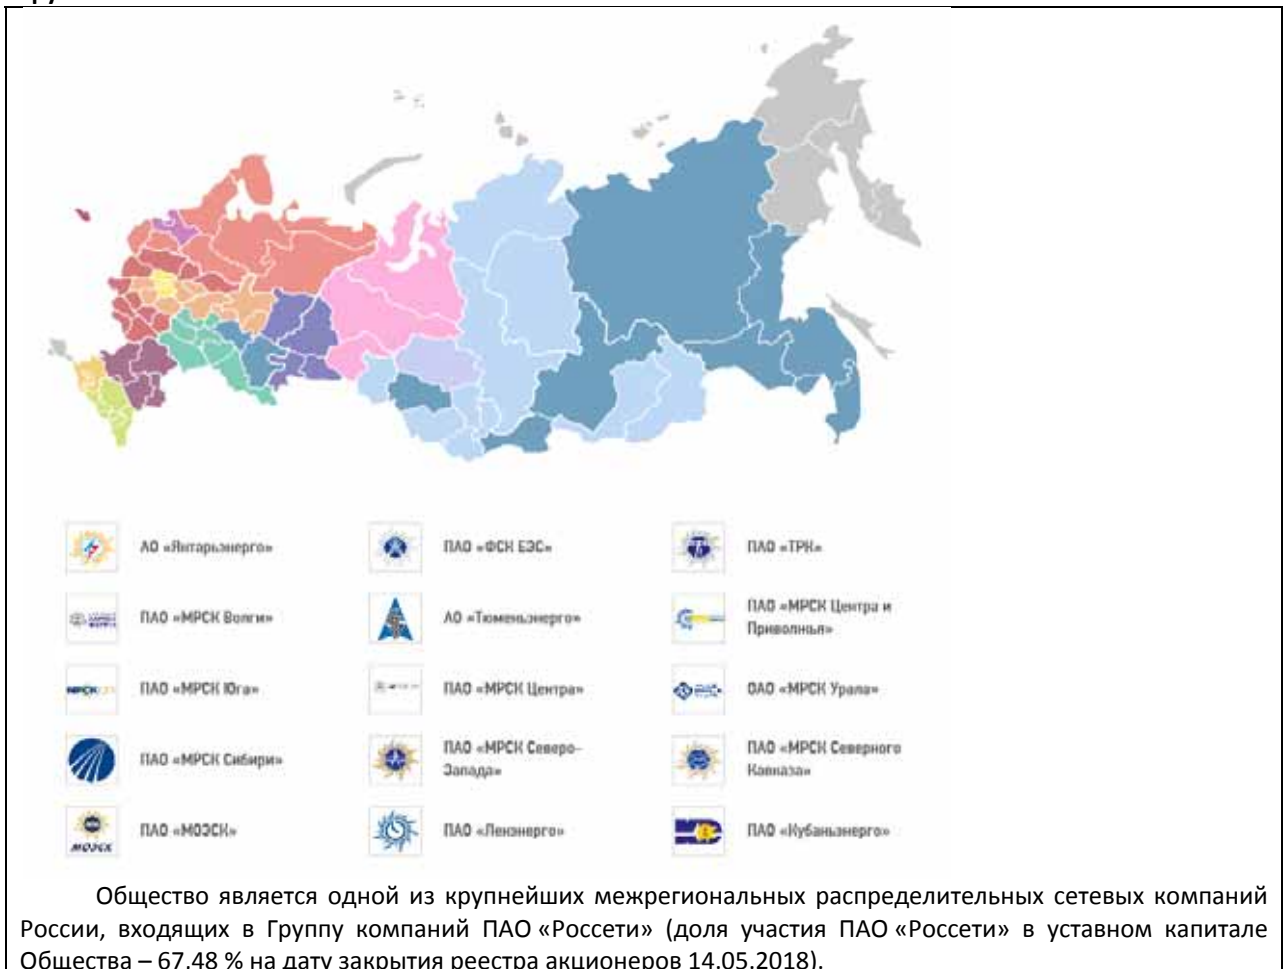 АО «Янтарьэнерго»
ПАО «ФСК ЕЭС»
ПАО «ТРК»
ПАО «МРСК Волги»
АО «Тюменьэнерго»
ПАО «МРСК Центра и
Приволжья»
ПАО «МРСК Юга»
ПАО «МРСК Центра»
ОАО «МРСК Урала»
ПАО «МРСК Сибири»
ПАО «МРСК Северо-
Запада»
ПАО «МРСК Северного
Кавказа»
МОЭСК
ПАО «МОЭСК»
ПАО «Ленэнерго»
ПАО «Кубаньэнерго»
Общество является одной из крупнейших межрегиональных распределительных сетевых компаний
России, входящих в Группу компаний ПАО «Россети» (доля участия ПАО «Россети» в уставном капитале
Общества – 67,48 % на дату закрытия реестра акционеров 14.05.2018).